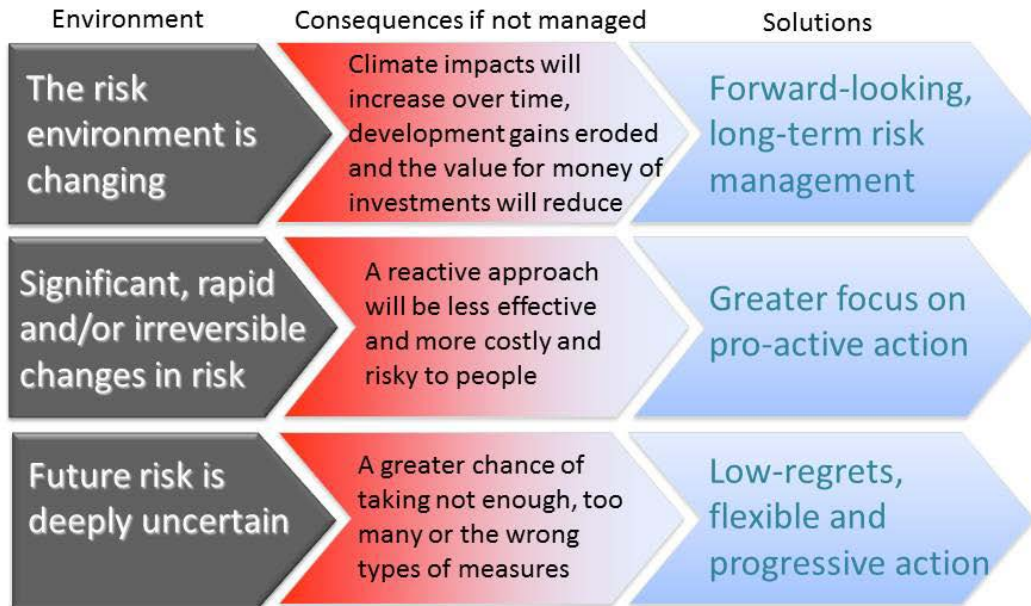 Environment
Consequences if not managed
Solutions
The risk
environment is
changing
Climate impacts will
increase over time,
development gains eroded
and the value for money of
investments will reduce
Forward-looking,
long-term risk
management
Significant, rapid
and/or irreversible
changes in risk
A reactive approach
will be less effective
and more costly and
risky to people
Greater focus on
pro-active action
Future risk is
deeply uncertain
A greater chance of
taking not enough, too
many or the wrong
types of measures
Low-regrets,
flexible and
progressive action